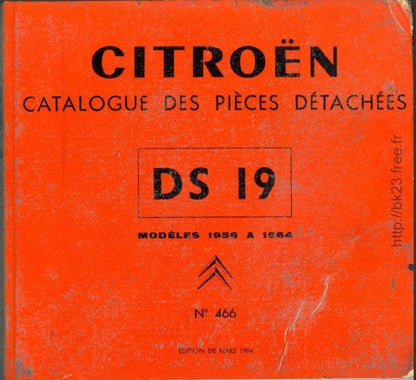 CITROËN
CATALOGUE DES PIÈCES DÉTACHÉES
DS 19
MODÈLES 1956 A 1964
N° 466
EDITION DE MARS 1964
http://bk23.free.fr